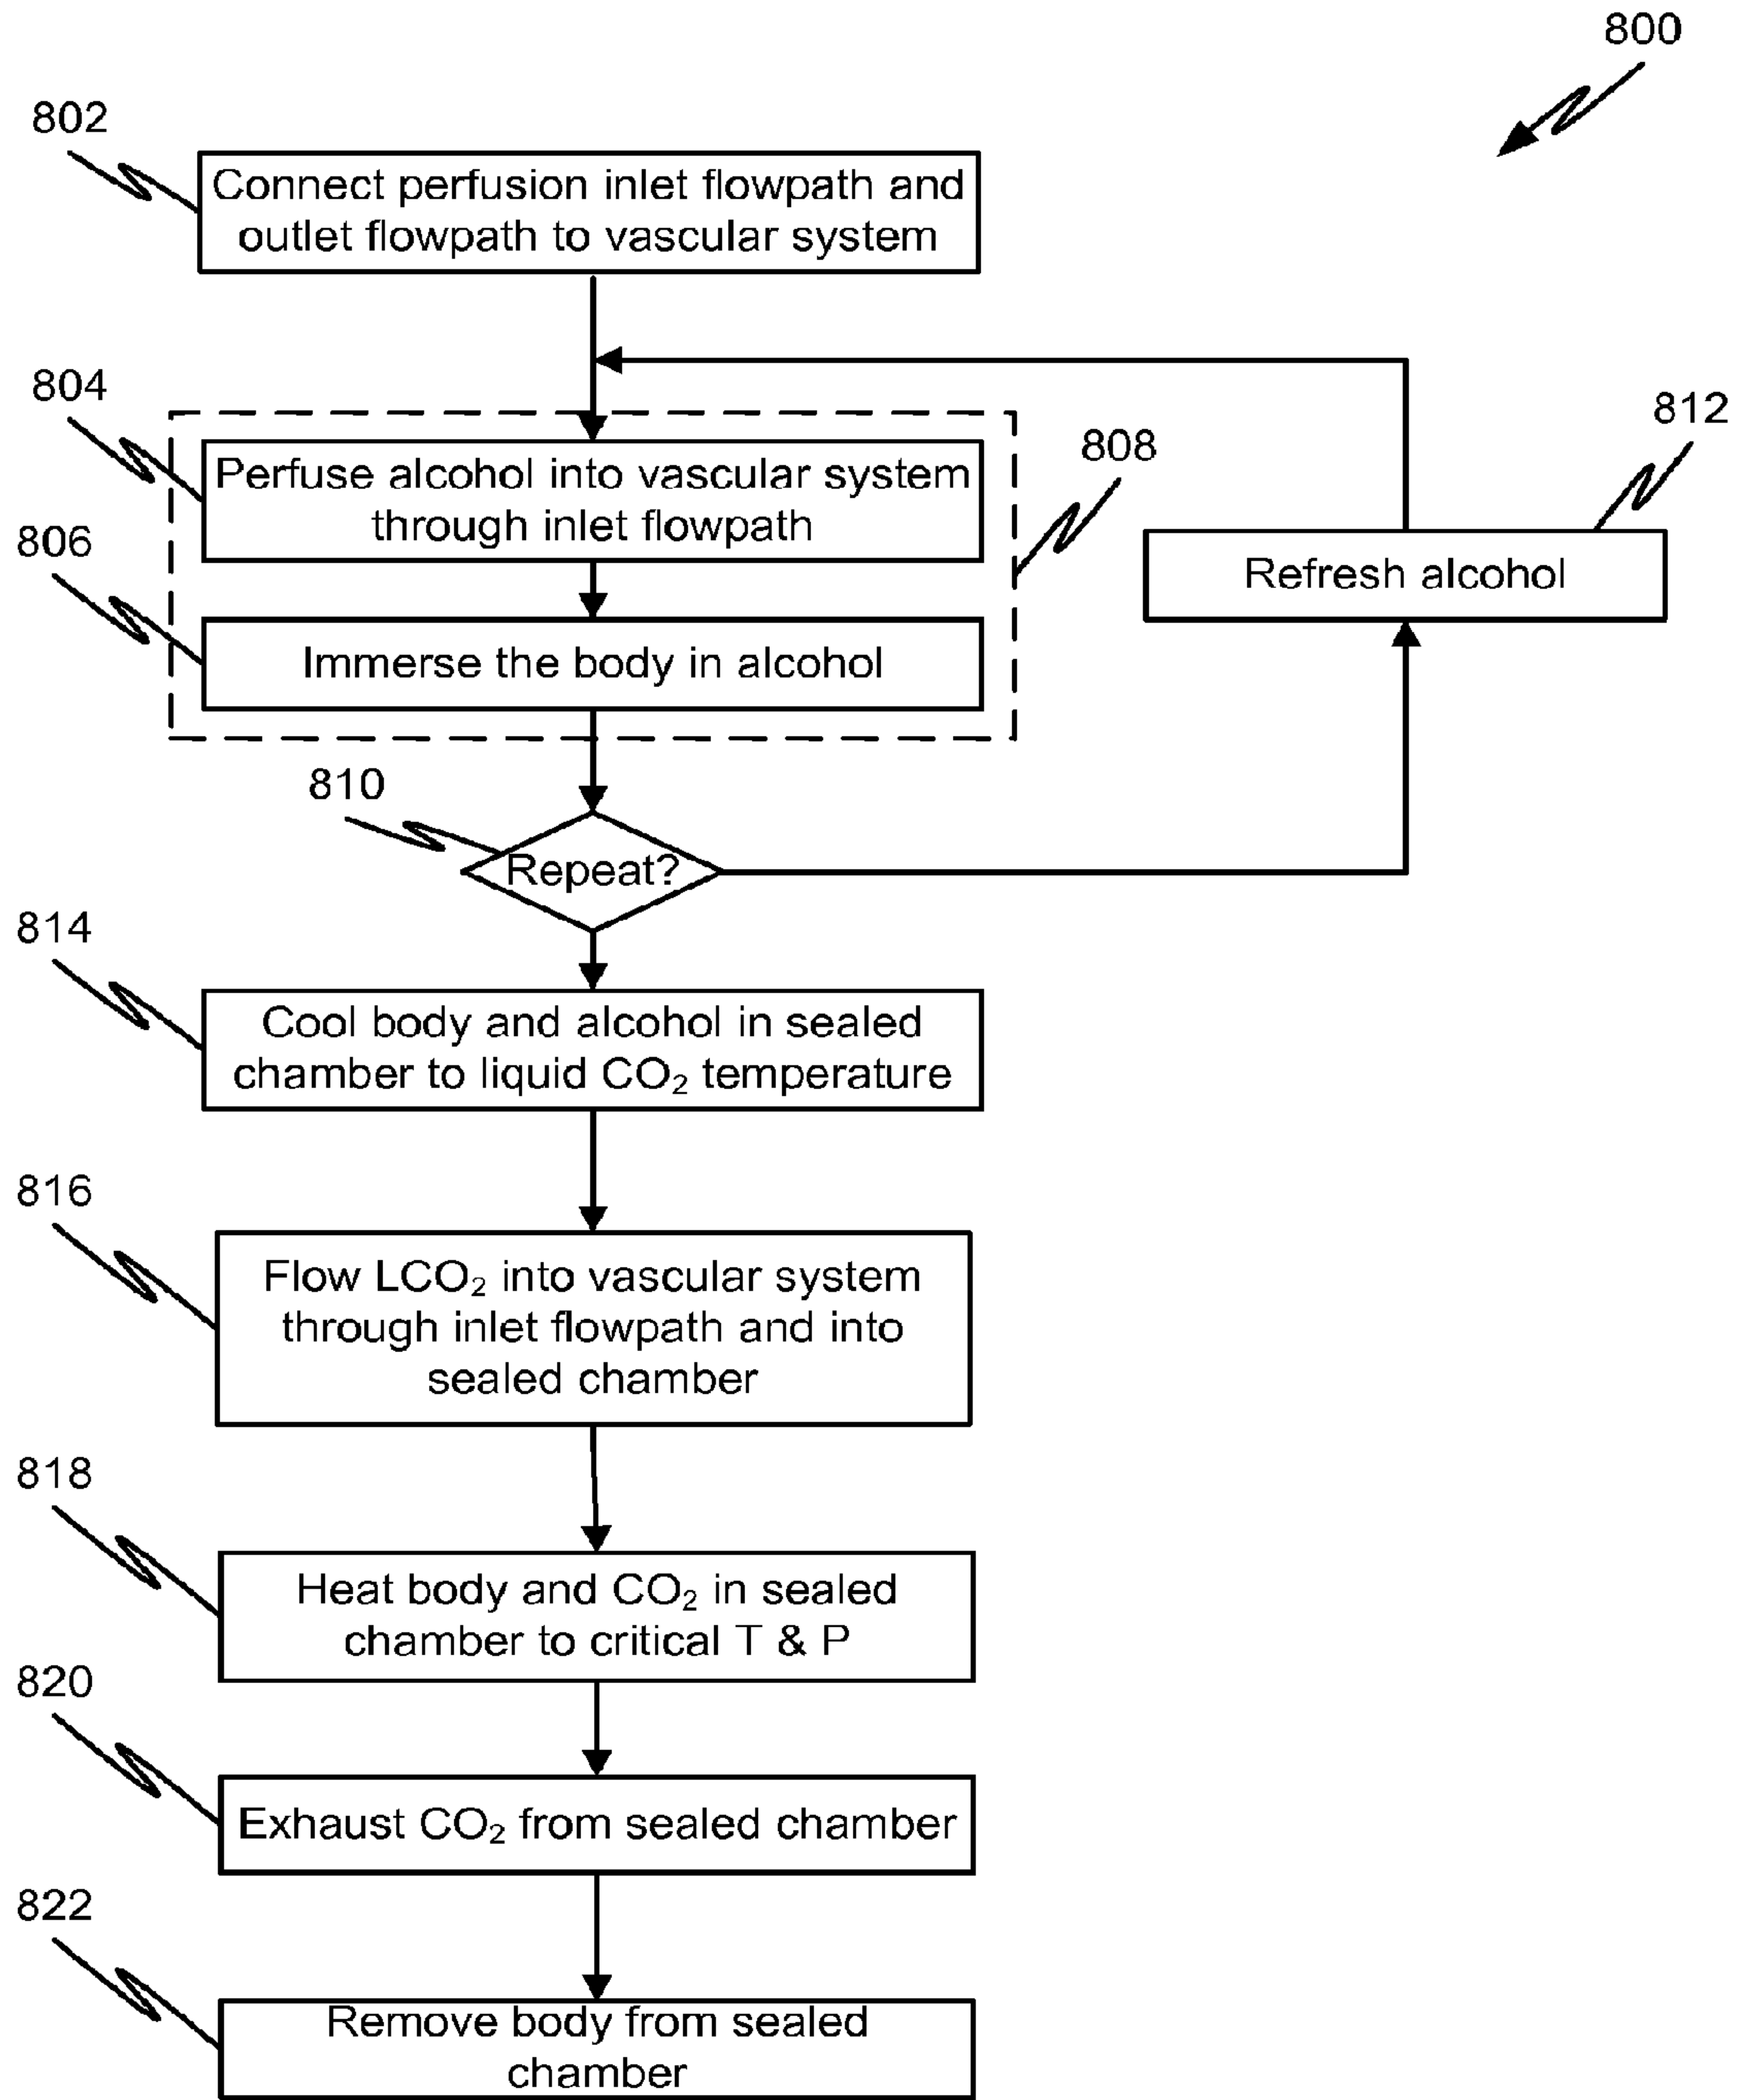 800
802
Connect perfusion inlet flowpath and
outlet flowpath to vascular system
804
812
808
Perfuse alcohol into vascular system
through inlet flowpath
806
Refresh alcohol
Immerse the body in alcohol
810
Repeat?
814
Cool body and alcohol in sealed
chamber to liquid CO₂ temperature
816
Flow LCO₂ into vascular system
through inlet flowpath and into
sealed chamber
818
Heat body and CO₂ in sealed
chamber to critical T & P
820
Exhaust CO₂ from sealed chamber
822
Remove body from sealed
chamber